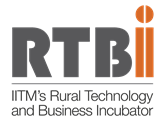 RTBi
IITM's Rural Technology
and Business Incubator